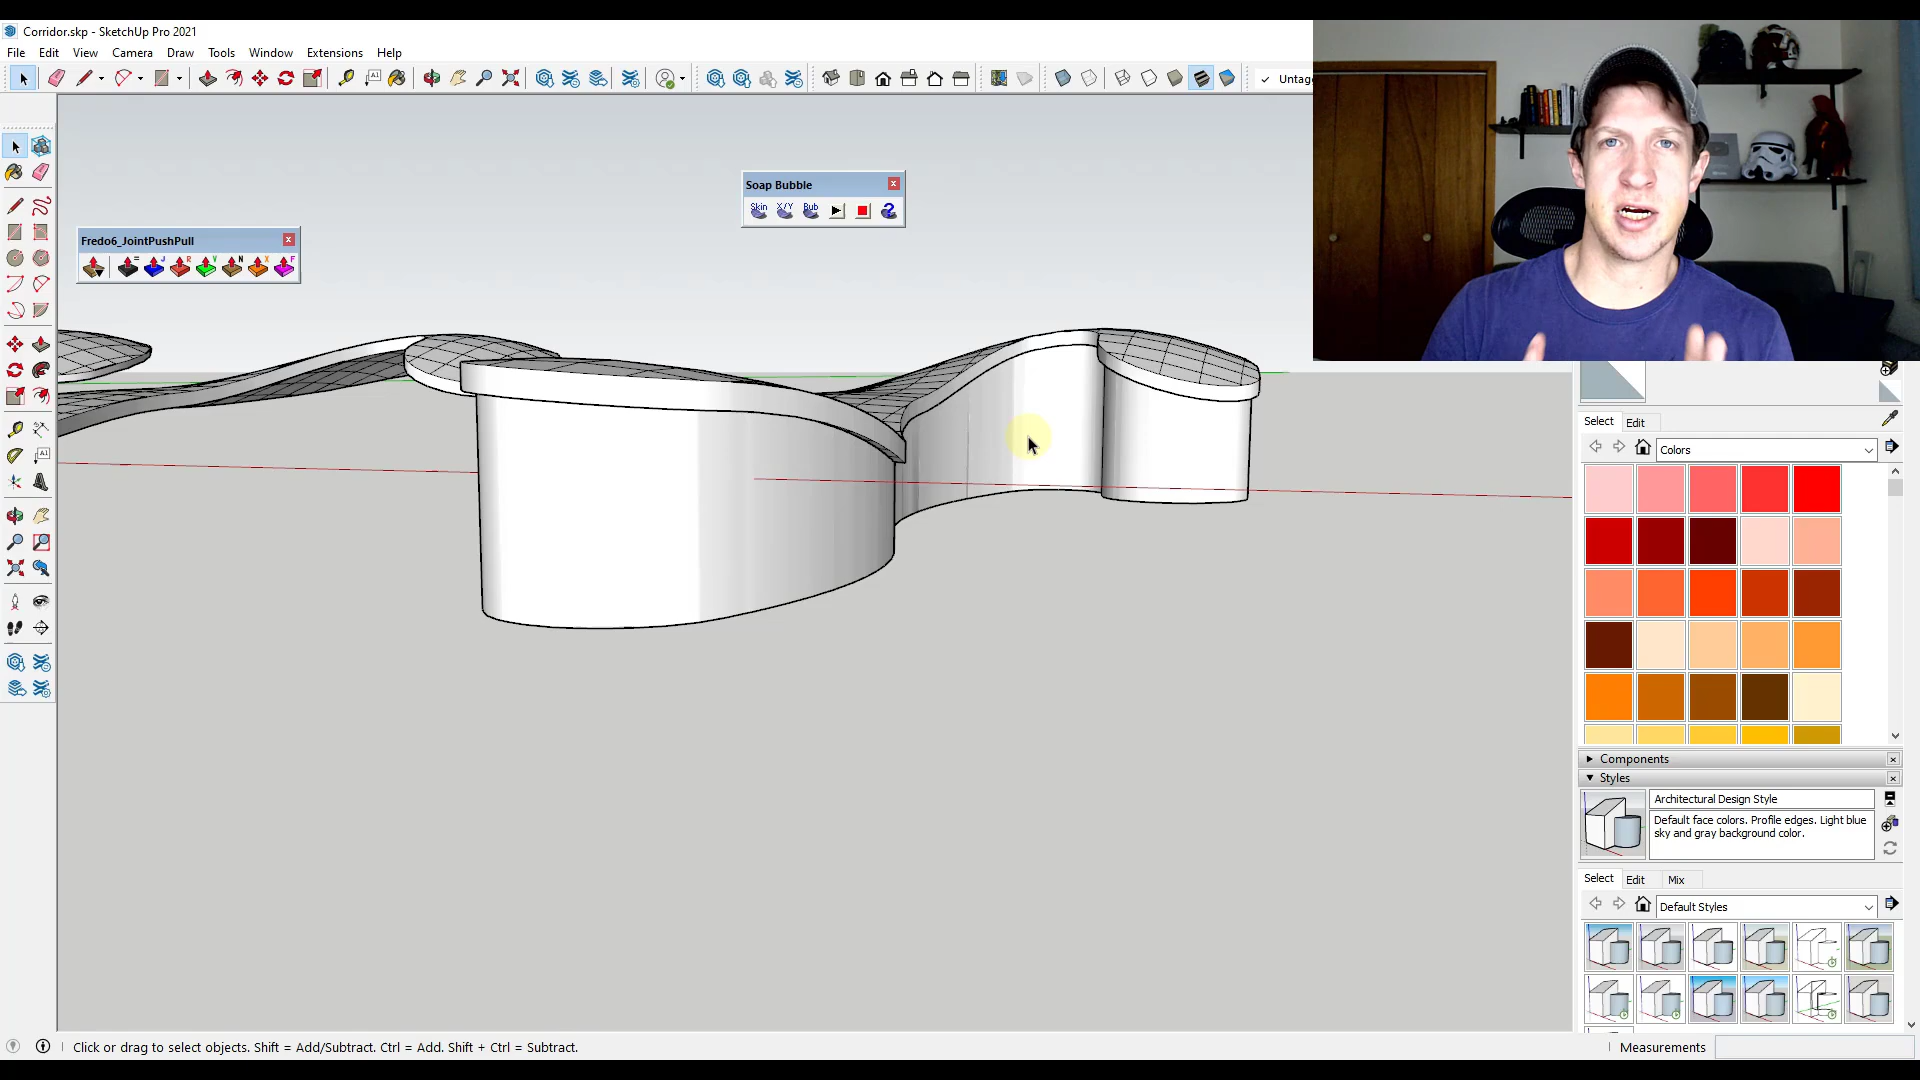 Corridor.skp - SketchUp Pro 2021
File Edit View Camera Draw Tools Window Extensions Help
✓ Untag
Soap Bubble
Skin X/Y Bub
Fredo6_JointPushPull
= J R V N X F
Select Edit
Colors
Components
Styles
Architectural Design Style
Default face colors. Profile edges. Light blue
sky and gray background color.
Select Edit Mix
Default Styles
Click or drag to select objects. Shift = Add/Subtract. Ctrl = Add. Shift + Ctrl = Subtract.
Measurements